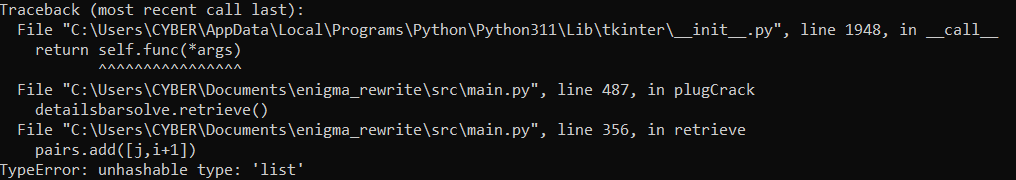 Traceback (most recent call last):
  File "C:\Users\CYBER\AppData\Local\Programs\Python\Python311\Lib\tkinter\__init__.py", line 1948, in __call__
    return self.func(*args)
           ^^^^^^^^^^^^^^^^
  File "C:\Users\CYBER\Documents\enigma_rewrite\src\main.py", line 487, in plugCrack
    detailsbarsolve.retrieve()
  File "C:\Users\CYBER\Documents\enigma_rewrite\src\main.py", line 356, in retrieve
    pairs.add([j,i+1])
TypeError: unhashable type: 'list'